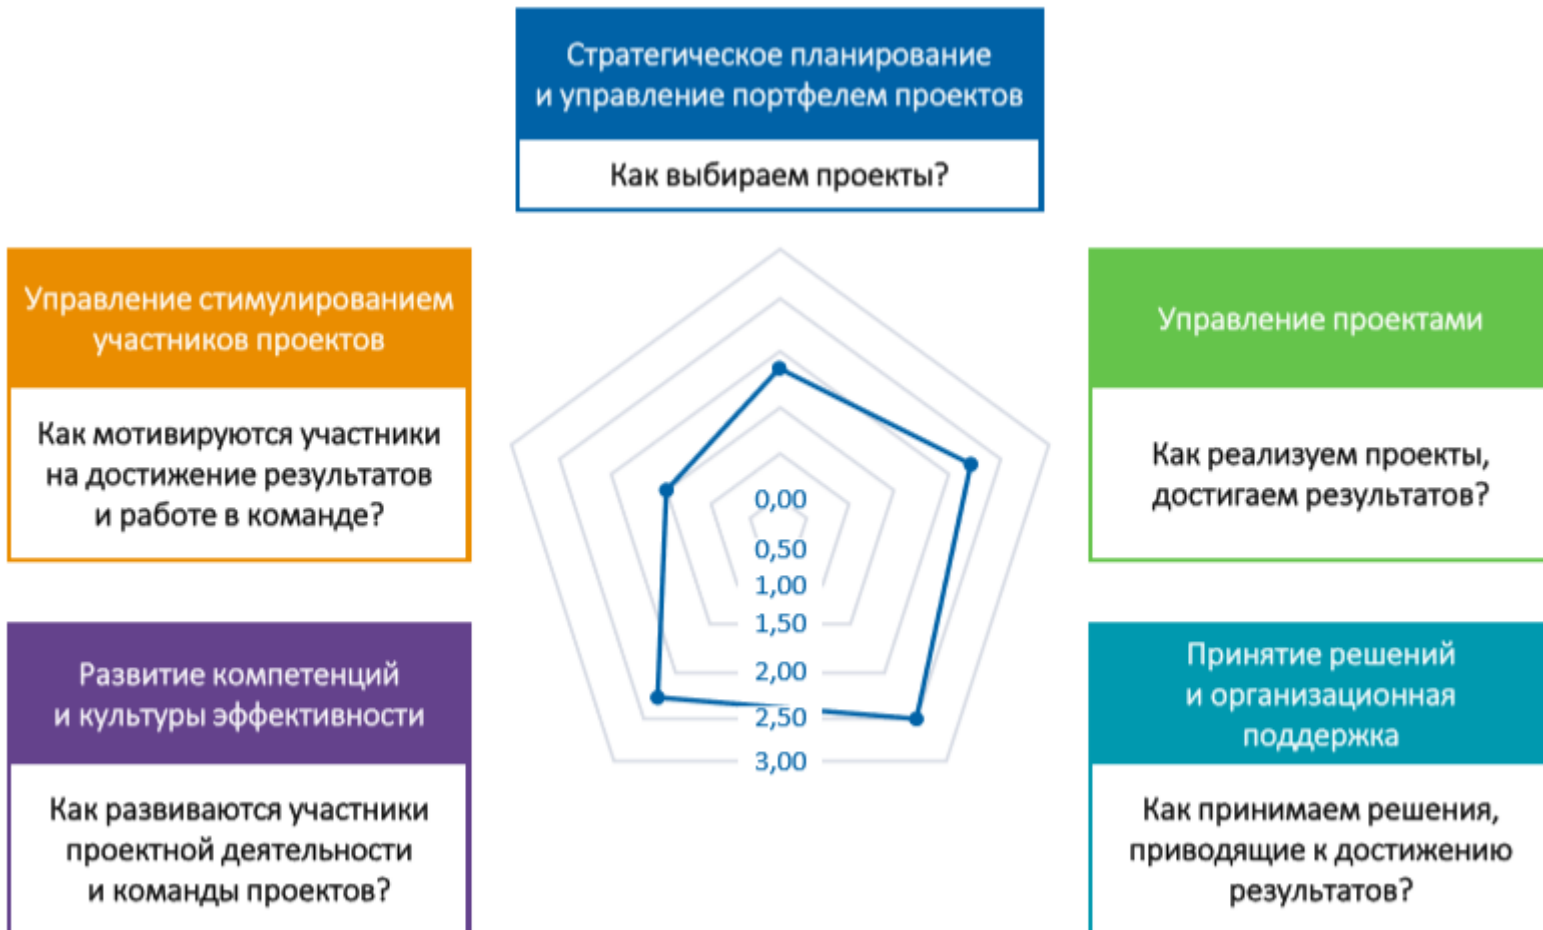 Стратегическое планирование
и управление портфелем проектов
Как выбираем проекты?
Управление стимулированием
участников проектов
Как мотивируются участники
на достижение результатов
и работе в команде?
Управление проектами
Как реализуем проекты,
достигаем результатов?
0,00
0,50
1,00
1,50
2,00
2,50
3,00
Развитие компетенций
и культуры эффективности
Как развиваются участники
проектной деятельности
и команды проектов?
Принятие решений
и организационная
поддержка
Как принимаем решения,
приводящие к достижению
результатов?